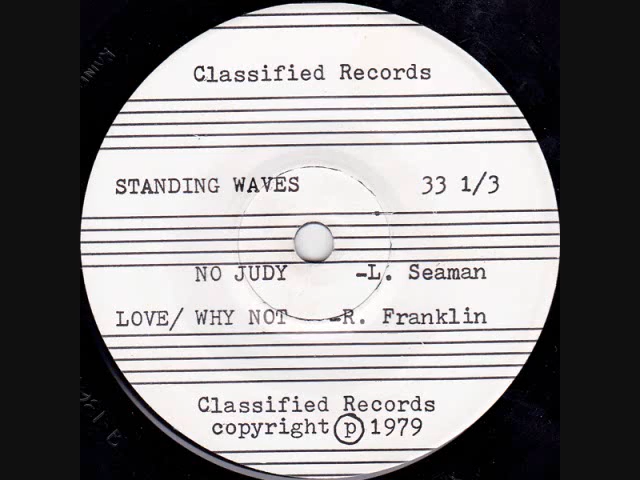 Classified Records
STANDING WAVES 33 1/3
NO JUDY -L. Seaman
LOVE/ WHY NOT -R. Franklin
Classified Records
copyright ⓟ 1979